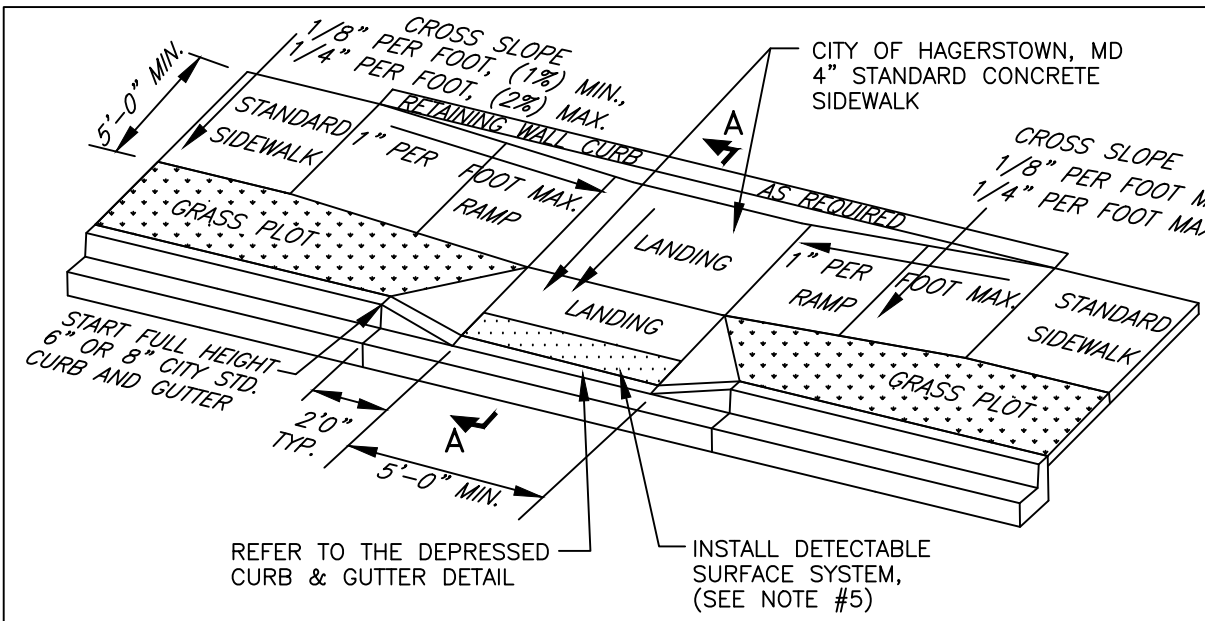 CROSS SLOPE
1/8" PER FOOT, (1%) MIN.,
1/4" PER FOOT, (2%) MAX.
5'-0" MIN.
CITY OF HAGERSTOWN, MD
4" STANDARD CONCRETE
SIDEWALK
CROSS SLOPE
1/8" PER FOOT M
1/4" PER FOOT MAX
RETAINING WALL CURB
AS REQUIRED
A
STANDARD
SIDEWALK
1" PER
FOOT MAX.
RAMP
GRASS PLOT
LANDING
LANDING
1" PER
FOOT MAX.
RAMP
STANDARD
SIDEWALK
GRASS PLOT
START FULL HEIGHT
6" OR 8" CITY STD.
CURB AND GUTTER
2'0"
TYP.
A
5'-0" MIN.
REFER TO THE DEPRESSED
CURB & GUTTER DETAIL
INSTALL DETECTABLE
SURFACE SYSTEM,
(SEE NOTE #5)